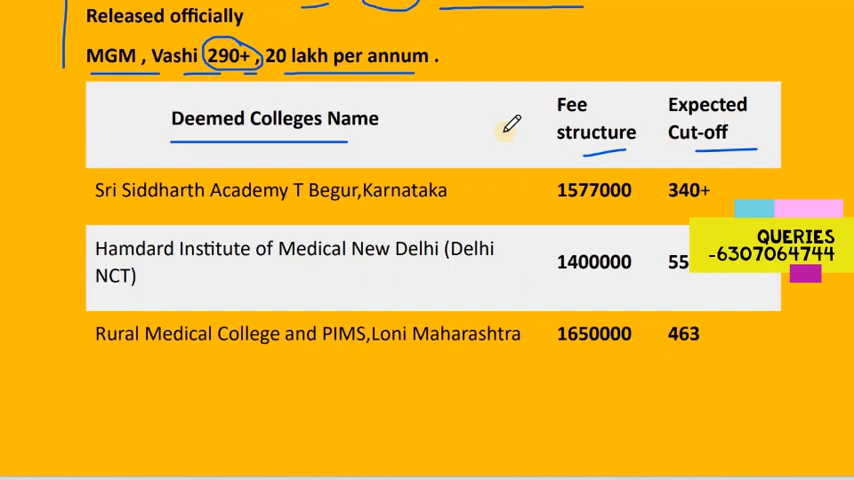 Released officially
MGM , Vashi 290+ , 20 lakh per annum .
Deemed Colleges Name
Fee structure
Expected Cut-off
Sri Siddharth Academy T Begur,Karnataka 1577000 340+
Hamdard Institute of Medical New Delhi (Delhi
NCT)
1400000 55
Rural Medical College and PIMS,Loni Maharashtra 1650000 463
QUERIES
-6307064744